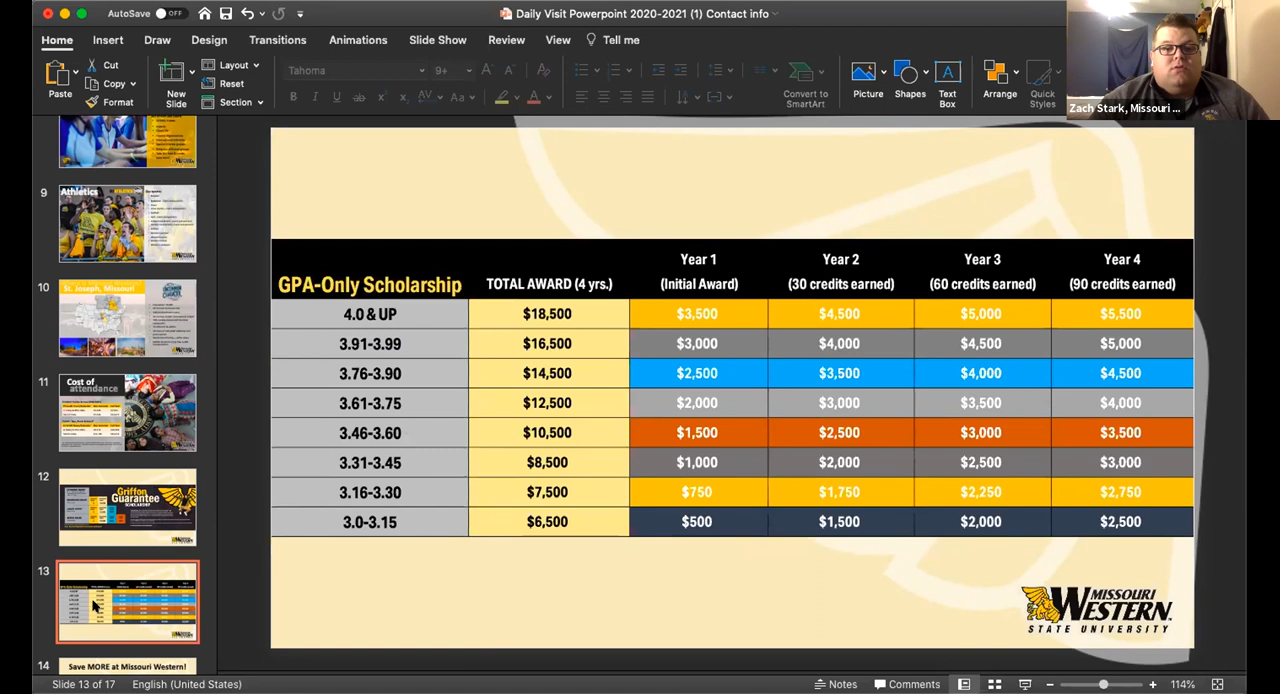 AutoSave OFF
Daily Visit Powerpoint 2020-2021 (1) Contact info
Home Insert Draw Design Transitions Animations Slide Show Review View Tell me
Paste
Cut
Copy
Format
New
Slide
Layout
Reset
Section
Tahoma 9+
Convert to
SmartArt
Picture
Shapes
Text
Box
Arrange
Quick
Styles
Zach Stark, Missouri ...
9
Athletics
10
St. Joseph, Missouri
11
Cost of
attendance
12
Griffon
Guarantee
SCHOLARSHIP
13
14
Save MORE at Missouri Western!
GPA-Only Scholarship TOTAL AWARD (4 yrs.) Year 1 (Initial Award) Year 2 (30 credits earned) Year 3 (60 credits earned) Year 4 (90 credits earned)
4.0 & UP $18,500 $3,500 $4,500 $5,000 $5,500
3.91-3.99 $16,500 $3,000 $4,000 $4,500 $5,000
3.76-3.90 $14,500 $2,500 $3,500 $4,000 $4,500
3.61-3.75 $12,500 $2,000 $3,000 $3,500 $4,000
3.46-3.60 $10,500 $1,500 $2,500 $3,000 $3,500
3.31-3.45 $8,500 $1,000 $2,000 $2,500 $3,000
3.16-3.30 $7,500 $750 $1,750 $2,250 $2,750
3.0-3.15 $6,500 $500 $1,500 $2,000 $2,500
MISSOURI
WESTERN
STATE UNIVERSITY
Slide 13 of 17 English (United States) Notes Comments 114%